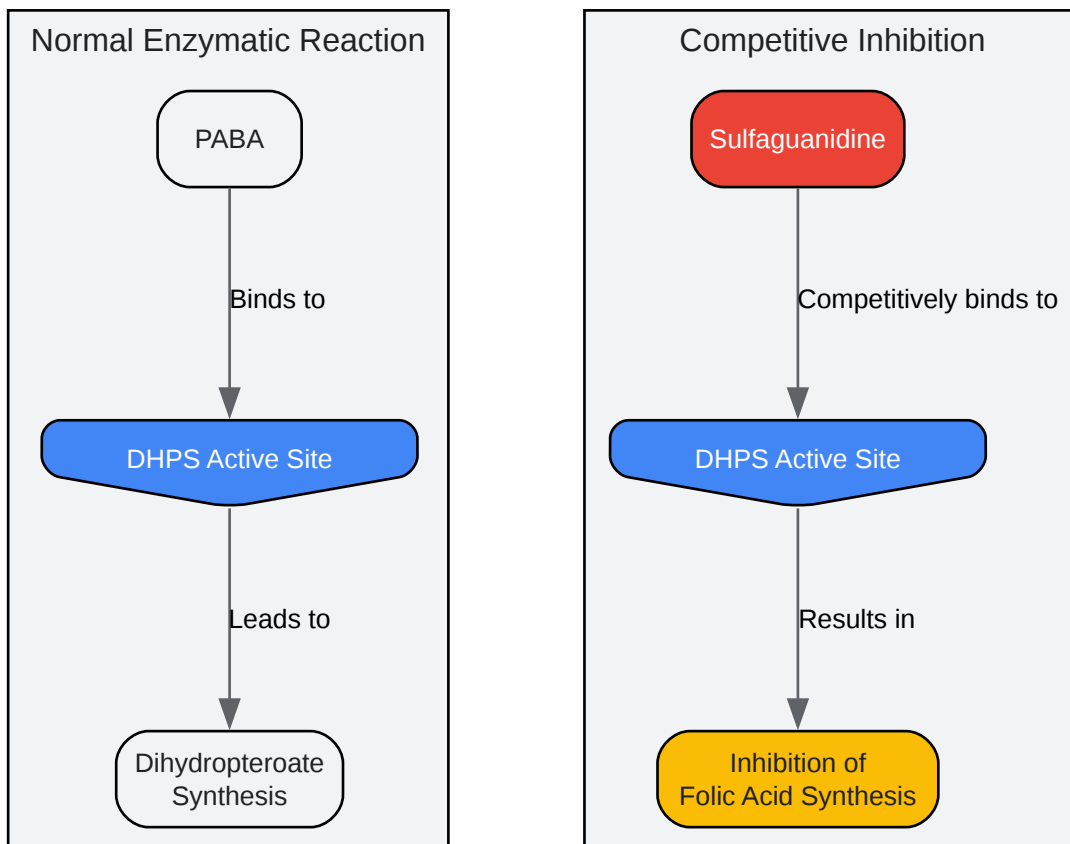 Normal Enzymatic Reaction
PABA
Binds to
DHPS Active Site
Leads to
Dihydropteroate
Synthesis
Competitive Inhibition
Sulfaguanidine
Competitively binds to
DHPS Active Site
Results in
Inhibition of
Folic Acid Synthesis